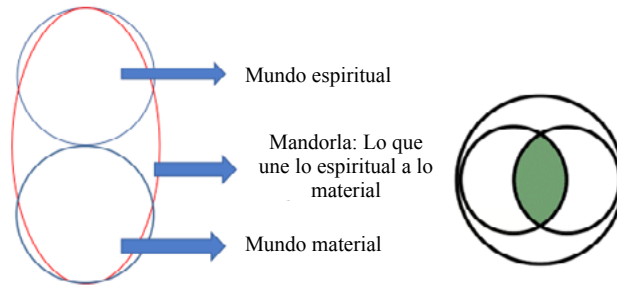 Mundo espiritual
Mandorla: Lo que
une lo espiritual a lo
material
Mundo material